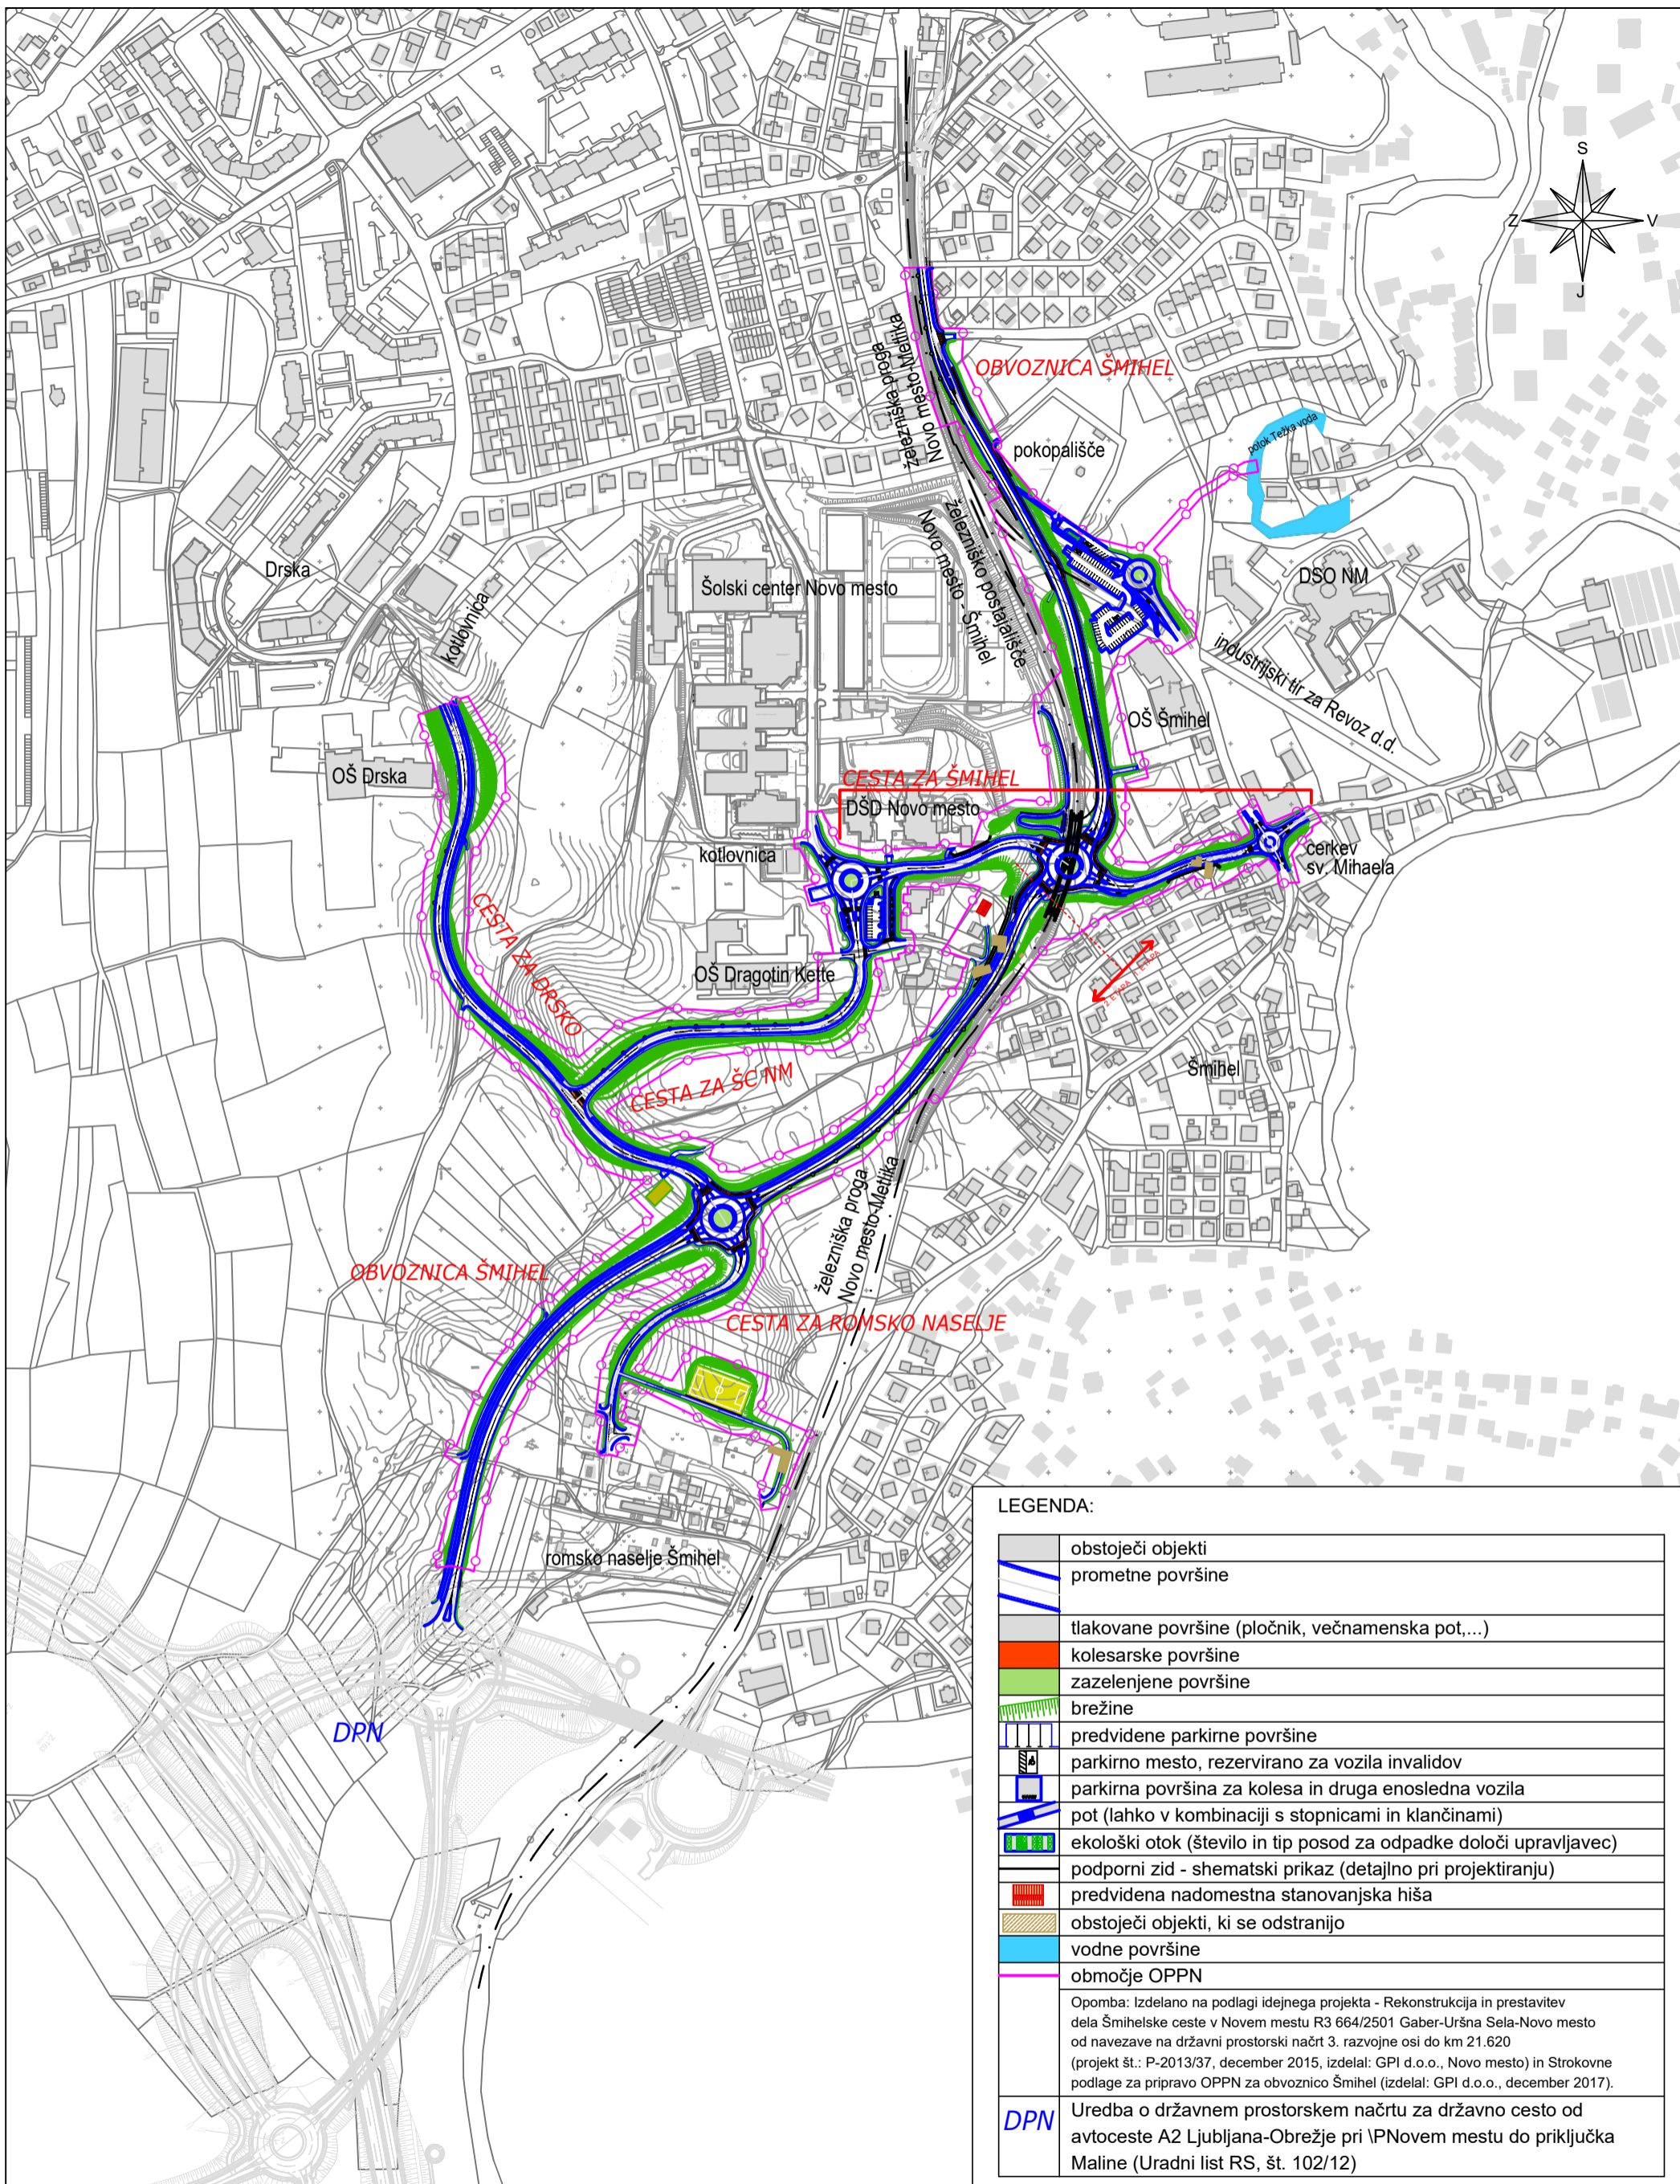 S
Z
V
J
OBVOZNICA ŠMIHEL
železniška proga
Novo mesto-Metlika
pokopališče
potok Težka voda
železniško postajališče
Novo mesto - Šmihel
Šolski center Novo mesto
Drska
kotlovnica
DSO NM
industrijski tir za Revoz d.d.
OŠ Šmihel
OŠ Drska
CESTA ZA ŠMIHEL
DŠD Novo mesto
kotlovnica
cerkev
sv. Mihaela
CESTA ZA DRSKO
OŠ Dragotin Kette
1. ETAPA
2. ETAPA
CESTA ZA ŠC NM
Šmihel
železniška proga
Novo mesto-Metlika
OBVOZNICA ŠMIHEL
CESTA ZA ROMSKO NASELJE
romsko naselje Šmihel
DPN
LEGENDA:
obstoječi objekti
prometne površine
tlakovane površine (pločnik, večnamenska pot,...)
kolesarske površine
zazelenjene površine
brežine
predvidene parkirne površine
parkirno mesto, rezervirano za vozila invalidov
parkirna površina za kolesa in druga enosledna vozila
pot (lahko v kombinaciji s stopnicami in klančinami)
ekološki otok (število in tip posod za odpadke določi upravljavec)
podporni zid - shematski prikaz (detajlno pri projektiranju)
predvidena nadomestna stanovanjska hiša
obstoječi objekti, ki se odstranijo
vodne površine
območje OPPN
Opomba: Izdelano na podlagi idejnega projekta - Rekonstrukcija in prestavitev
dela Šmihelske ceste v Novem mestu R3 664/2501 Gaber-Uršna Sela-Novo mesto
od navezave na državni prostorski načrt 3. razvojne osi do km 21.620
(projekt št.: P-2013/37, december 2015, izdelal: GPI d.o.o., Novo mesto) in Strokovne
podlage za pripravo OPPN za obvoznico Šmihel (izdelal: GPI d.o.o., december 2017).
DPN
Uredba o državnem prostorskem načrtu za državno cesto od
avtoceste A2 Ljubljana-Obrežje pri \PNovem mestu do priključka
Maline (Uradni list RS, št. 102/12)